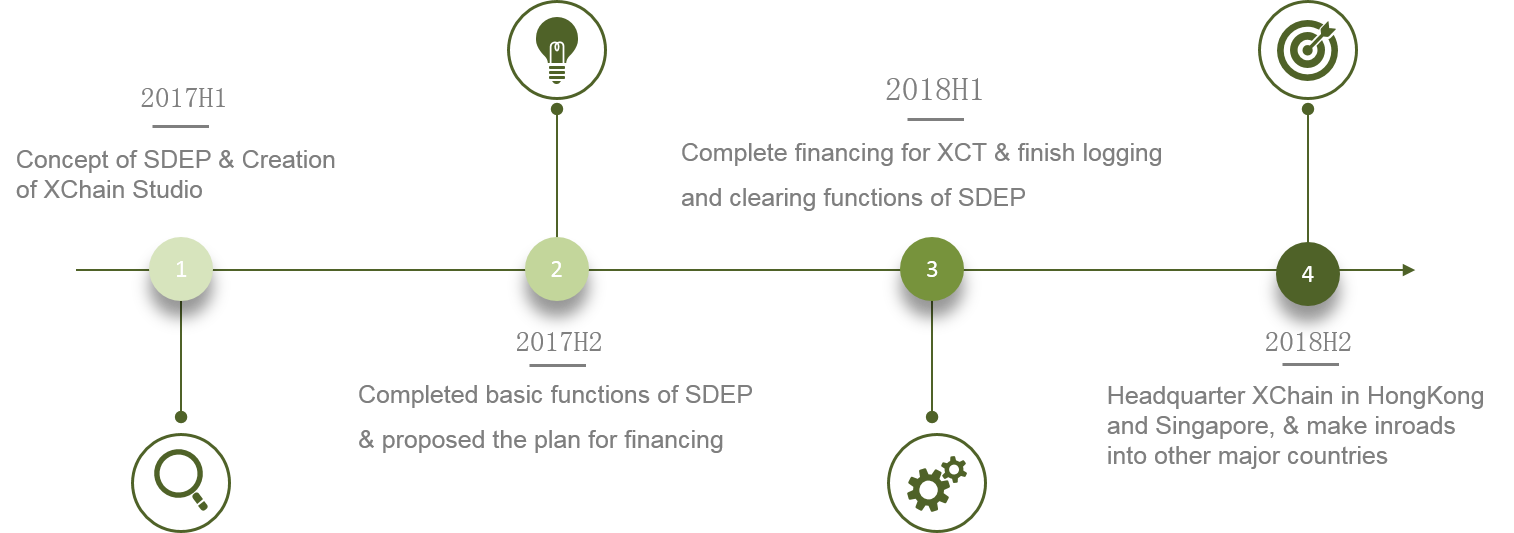 2017H1
Concept of SDEP & Creation
of XChain Studio
1
2
2017H2
Completed basic functions of SDEP
& proposed the plan for financing
2018H1
Complete financing for XCT & finish logging
and clearing functions of SDEP
3
4
2018H2
Headquarter XChain in HongKong
and Singapore, & make inroads
into other major countries